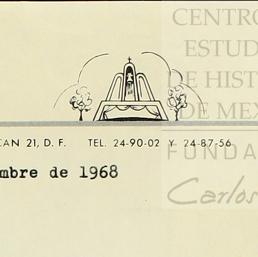 CENTRO
ESTUD
DE HISTO
DE MEX
CAN 21, D. F. TEL. 24-90-02 Y 24-87-56
FUNDA
mbre de 1968
Carlos